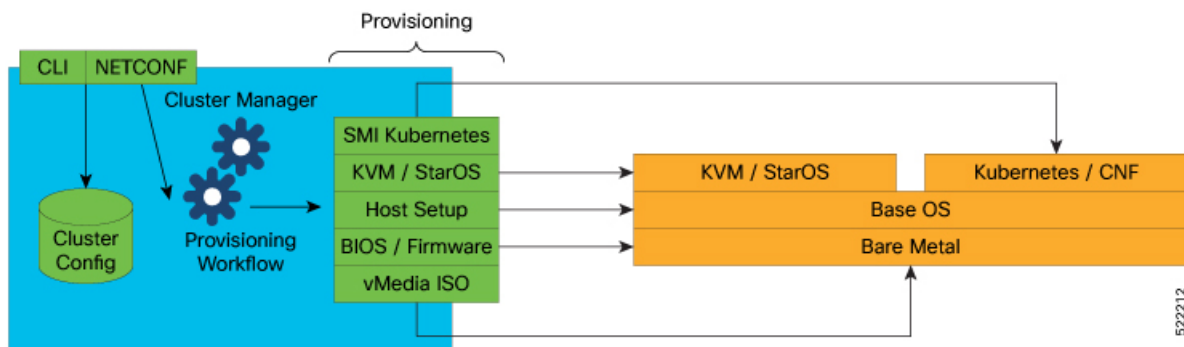 Provisioning
CLI
NETCONF
Cluster Manager
SMI Kubernetes
KVM / StarOS
Host Setup
BIOS / Firmware
vMedia ISO
Cluster
Config
Provisioning
Workflow
KVM / StarOS
Kubernetes / CNF
Base OS
Bare Metal
522212